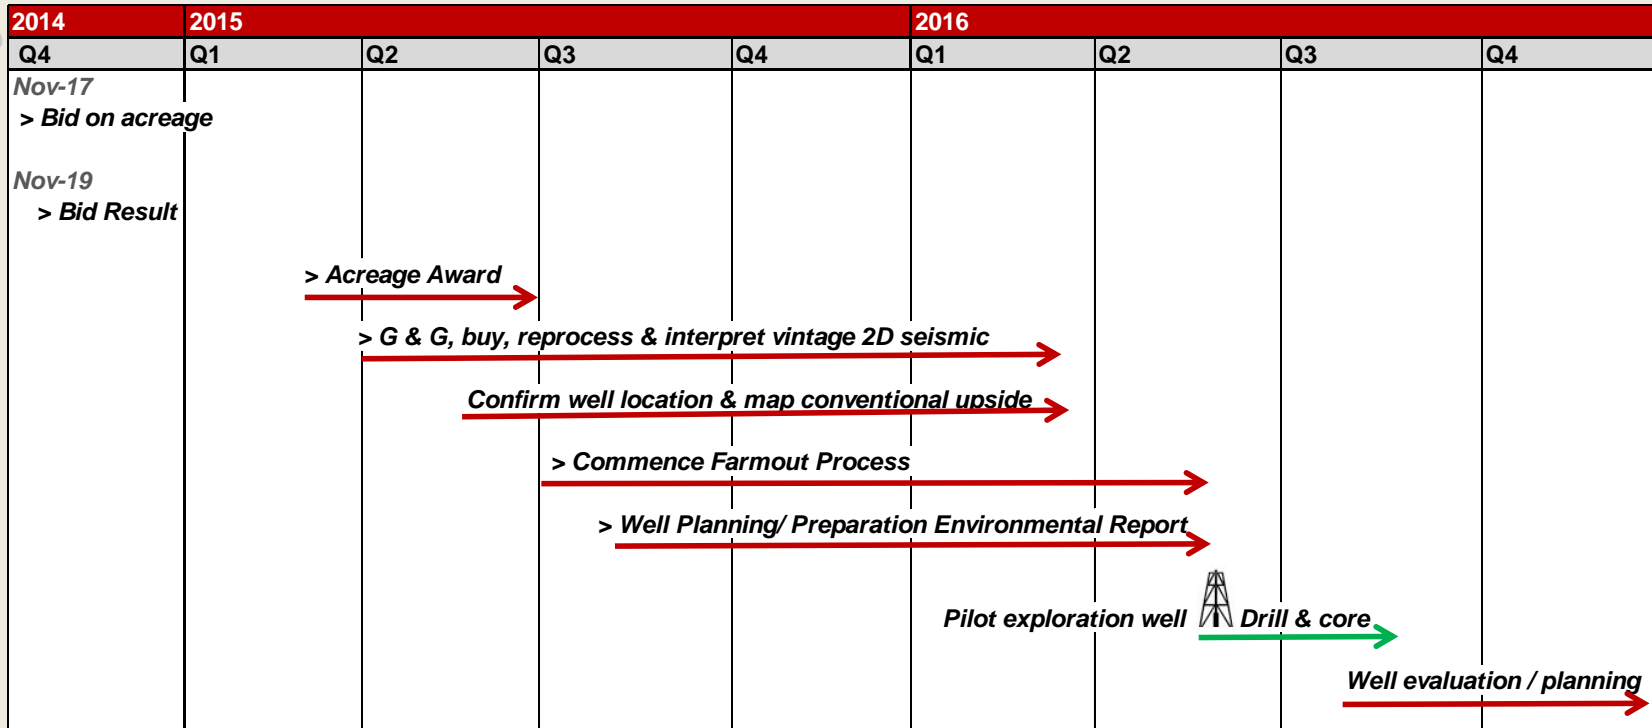 2014 2015 2016
Q4 Q1 Q2 Q3 Q4 Q1 Q2 Q3 Q4
Nov-17
> Bid on acreage
Nov-19
> Bid Result
> Acreage Award
> G & G, buy, reprocess & interpret vintage 2D seismic
Confirm well location & map conventional upside
> Commence Farmout Process
> Well Planning/ Preparation Environmental Report
Pilot exploration well Drill & core
Well evaluation / planning